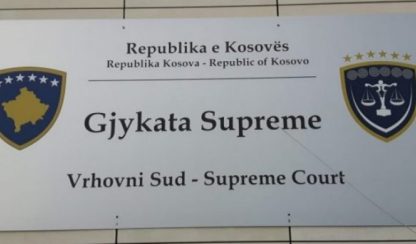 Republika e Kosovës
Republika Kosova - Republic of Kosovo
Gjykata Supreme
Vrhovni Sud - Supreme Court